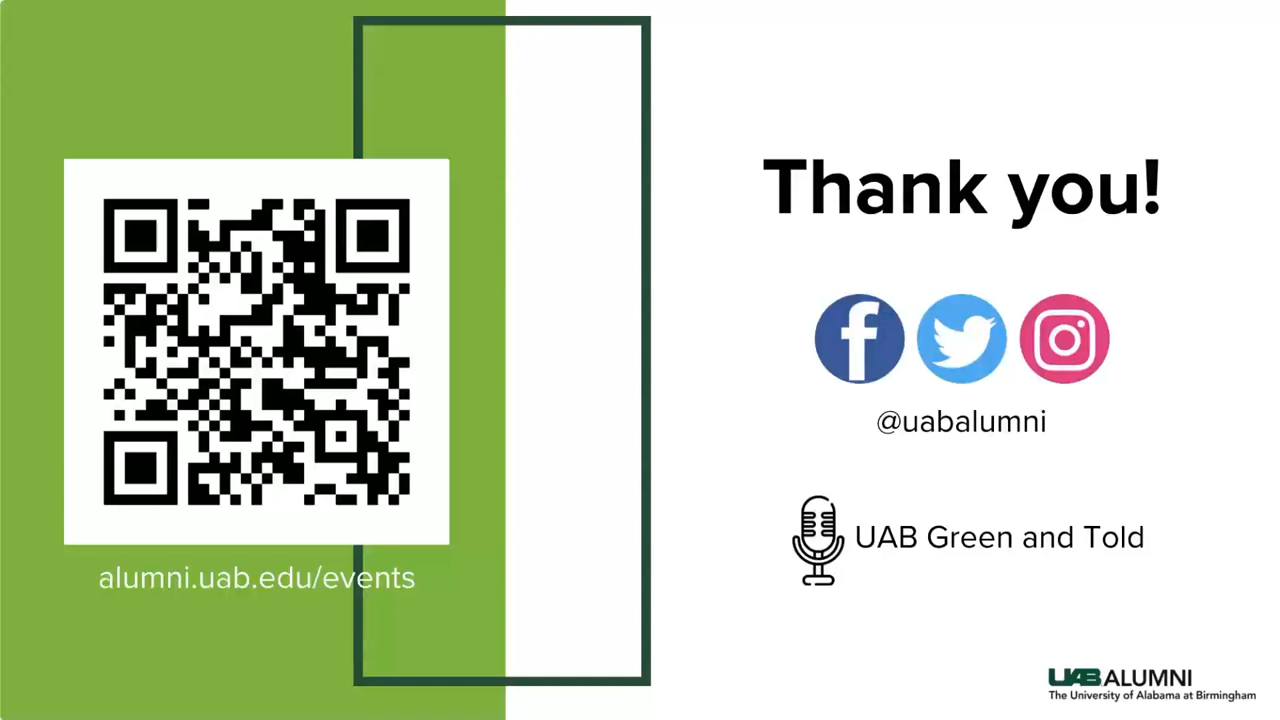 alumni.uab.edu/events
Thank you!
@uabalumni
UAB Green and Told
UAB ALUMNI
The University of Alabama at Birmingham